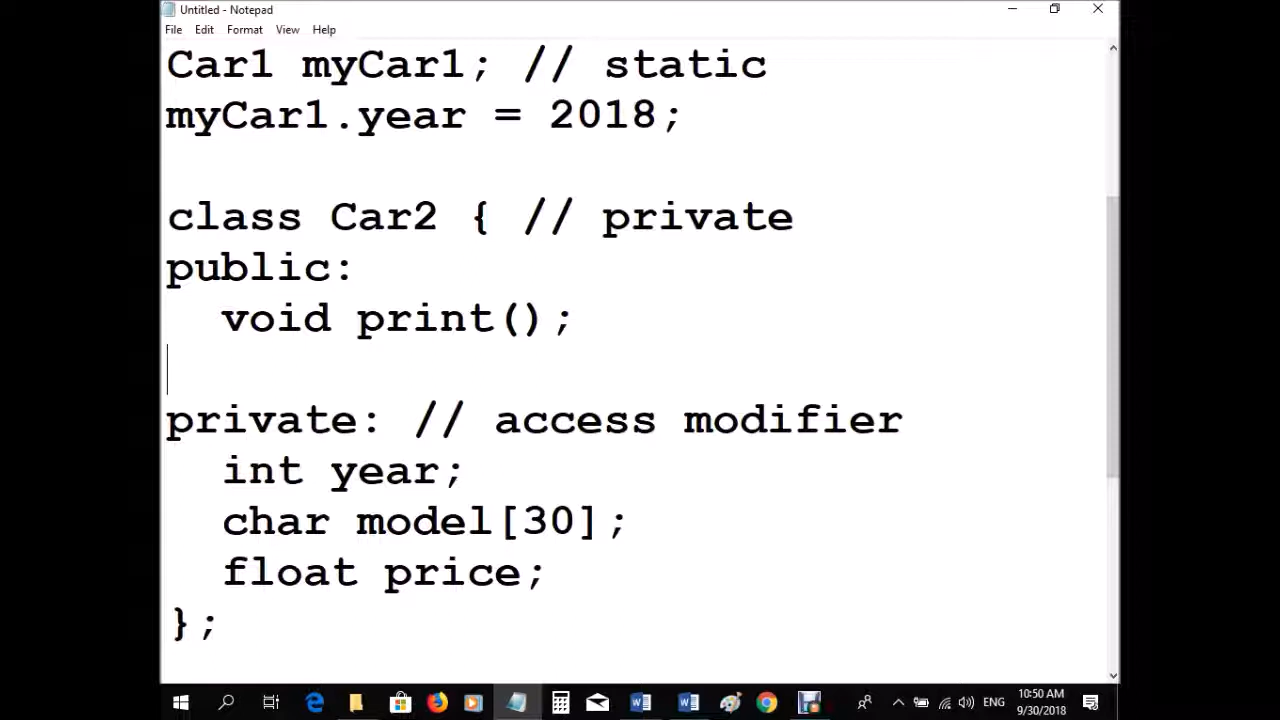 Untitled - Notepad
File Edit Format View Help
Car1 myCar1; // static
myCar1.year = 2018;
class Car2 { // private
public:
void print();
private: // access modifier
int year;
char model[30];
float price;
};
ENG
10:50 AM
9/30/2018